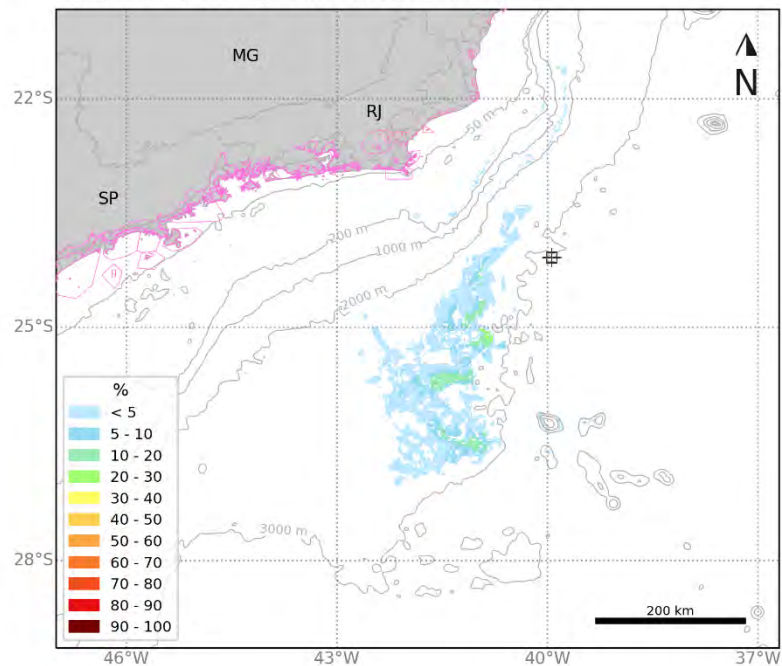 MG
N
22°S
RJ
50 m
SP
200 m
1000 m
2000 m
25°S
%
< 5
5 - 10
10 - 20
20 - 30
30 - 40
40 - 50
50 - 60
60 - 70
70 - 80
80 - 90
90 - 100
3000 m
28°S
200 km
46°W
43°W
40°W
37°W